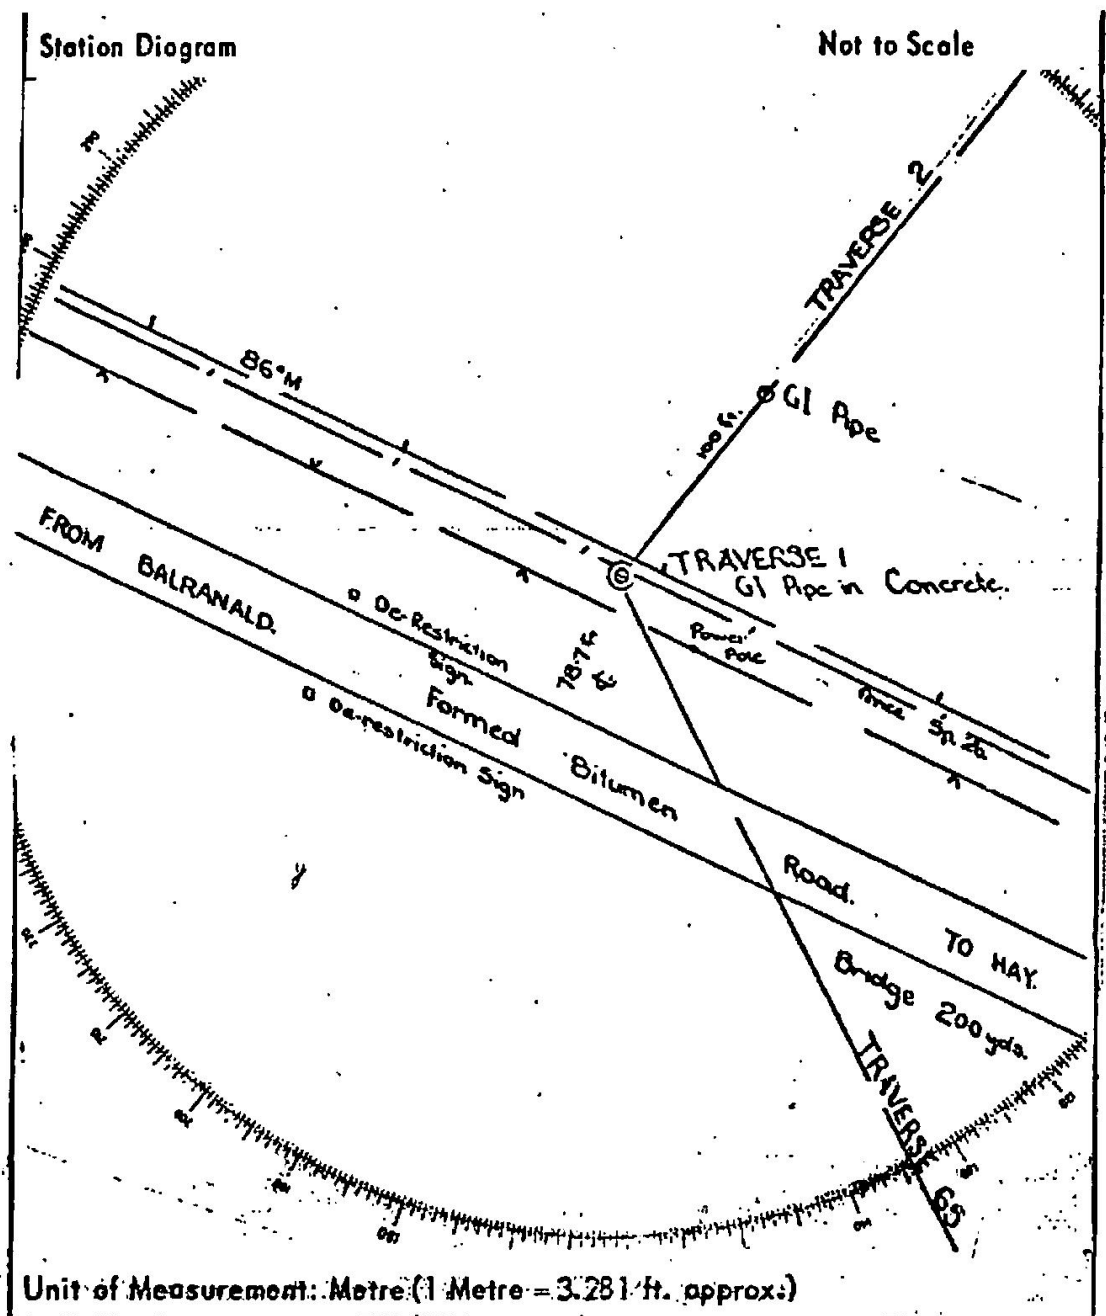 Station Diagram
Not to Scale
TRAVERSE 2
86°M
GI Pipe
100 ft.
TRAVERSE 1
GI Pipe in Concrete.
FROM BALRANALD.
De-Restriction
Sign.
78.7 ft
Power
Pole
Fence
De-restriction Sign
Formed Bitumen Road.
TO HAY.
Bridge 200 yds.
TRAVERSE 65
Unit of Measurement: Metre (1 Metre = 3.281 ft. approx.)